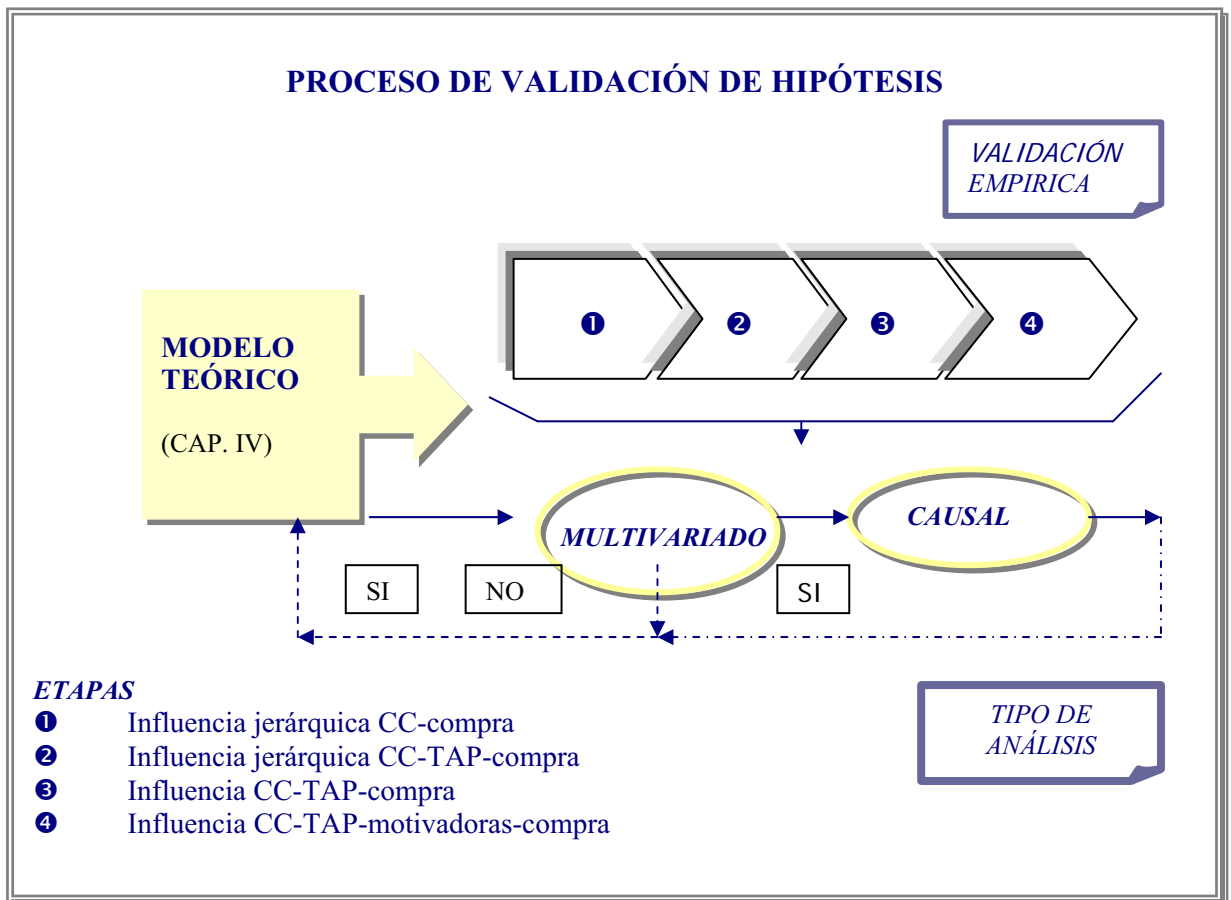 PROCESO DE VALIDACIÓN DE HIPÓTESIS
VALIDACIÓN
EMPIRICA
❶ ❷ ❸ ❹
MODELO
TEÓRICO
(CAP. IV)
MULTIVARIADO
CAUSAL
SI
NO
SI
ETAPAS
❶ Influencia jerárquica CC-compra
❷ Influencia jerárquica CC-TAP-compra
❸ Influencia CC-TAP-compra
❹ Influencia CC-TAP-motivadoras-compra
TIPO DE
ANÁLISIS